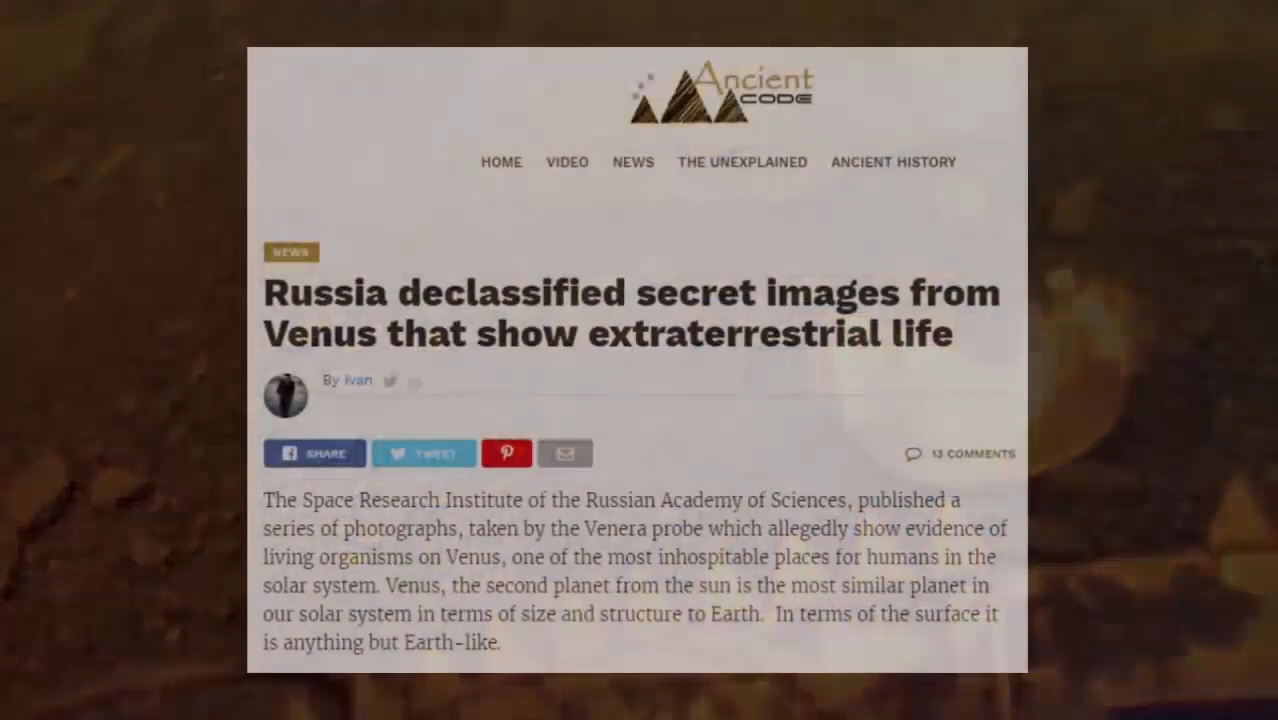 Ancient
CODE
HOME VIDEO NEWS THE UNEXPLAINED ANCIENT HISTORY
NEWS
Russia declassified secret images from
Venus that show extraterrestrial life
By Ivan
SHARE TWEET 13 COMMENTS
The Space Research Institute of the Russian Academy of Sciences, published a
series of photographs, taken by the Venera probe which allegedly show evidence of
living organisms on Venus, one of the most inhospitable places for humans in the
solar system. Venus, the second planet from the sun is the most similar planet in
our solar system in terms of size and structure to Earth. In terms of the surface it
is anything but Earth-like.